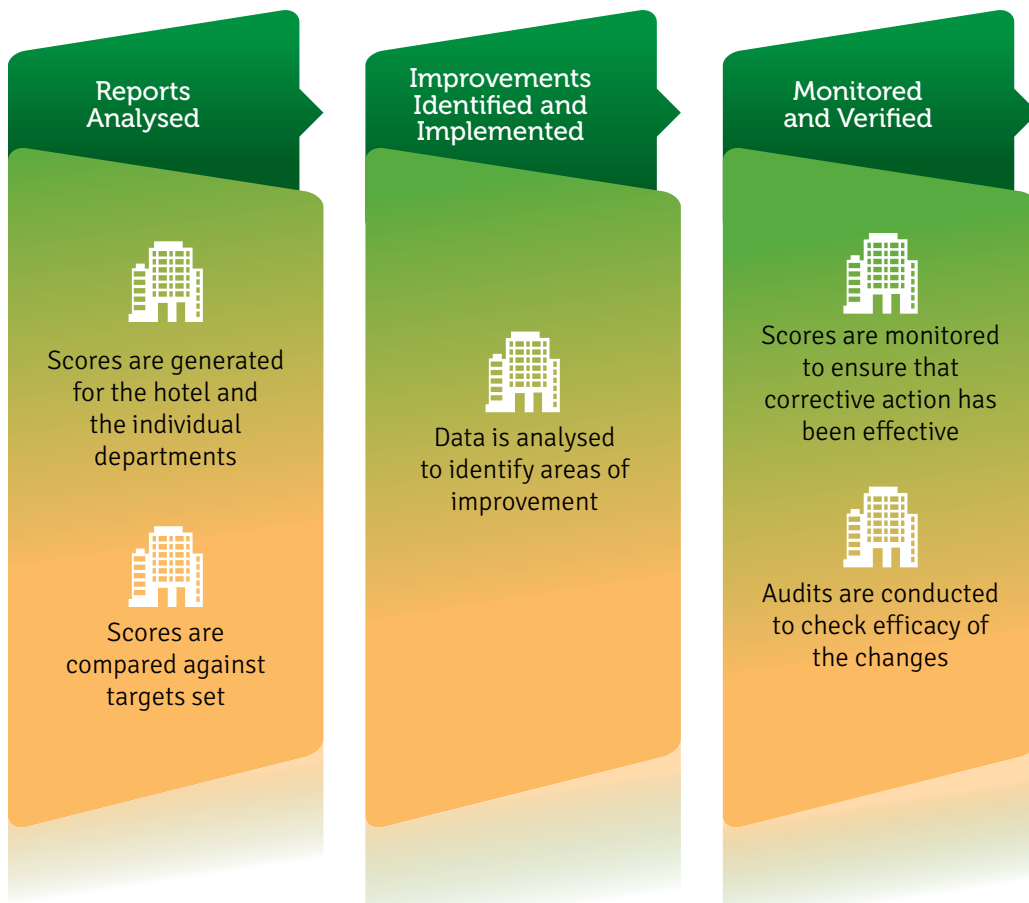 Reports
Analysed
Scores are generated
for the hotel and
the individual
departments
Scores are
compared against
targets set
Improvements
Identified and
Implemented
Data is analysed
to identify areas of
improvement
Monitored
and Verified
Scores are monitored
to ensure that
corrective action has
been effective
Audits are conducted
to check efficacy of
the changes